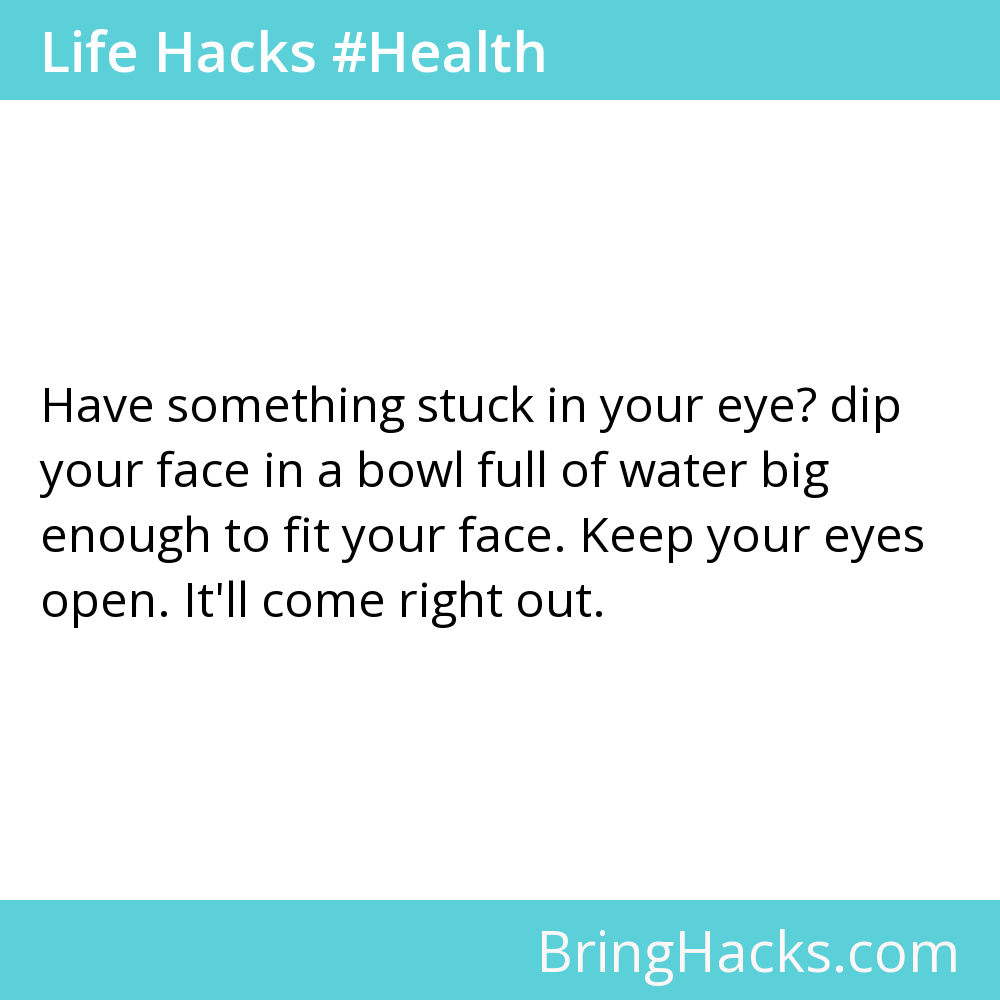 Life Hacks #Health
Have something stuck in your eye? dip
your face in a bowl full of water big
enough to fit your face. Keep your eyes
open. It'll come right out.
BringHacks.com